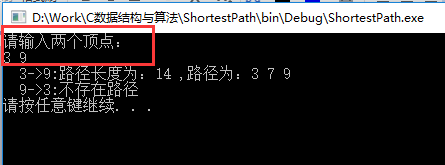 D:\Work\C数据结构与算法\ShortestPath\bin\Debug\ShortestPath.exe
请输入两个顶点：
3 9
3->9:路径长度为：14 ,路径为：3 7 9
9->3:不存在路径
请按任意键继续. . .